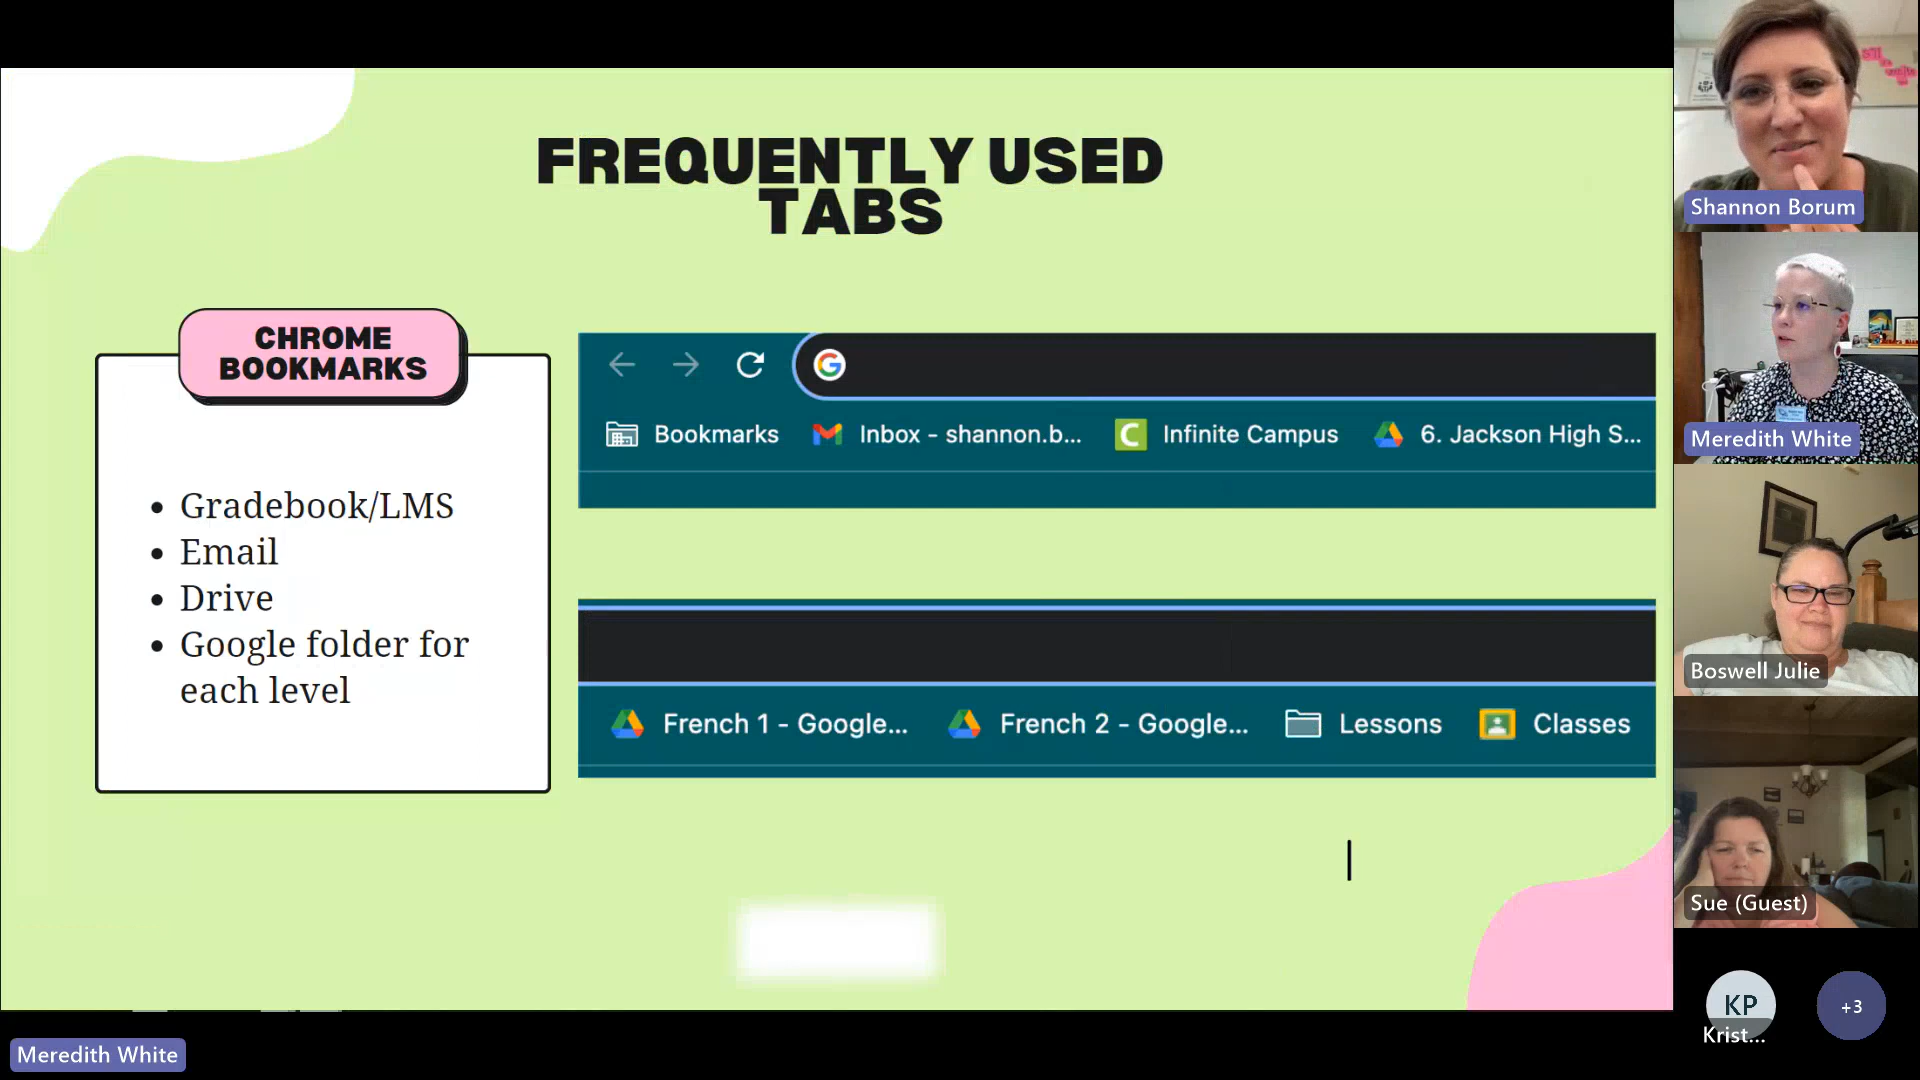 FREQUENTLY USED
TABS
CHROME
BOOKMARKS
• Gradebook/LMS
• Email
• Drive
• Google folder for
each level
Bookmarks Inbox - shannon.b... Infinite Campus 6. Jackson High S...
French 1 - Google... French 2 - Google... Lessons Classes
Shannon Borum
Meredith White
Boswell Julie
Sue (Guest)
KP
Krist...
+3
Meredith White